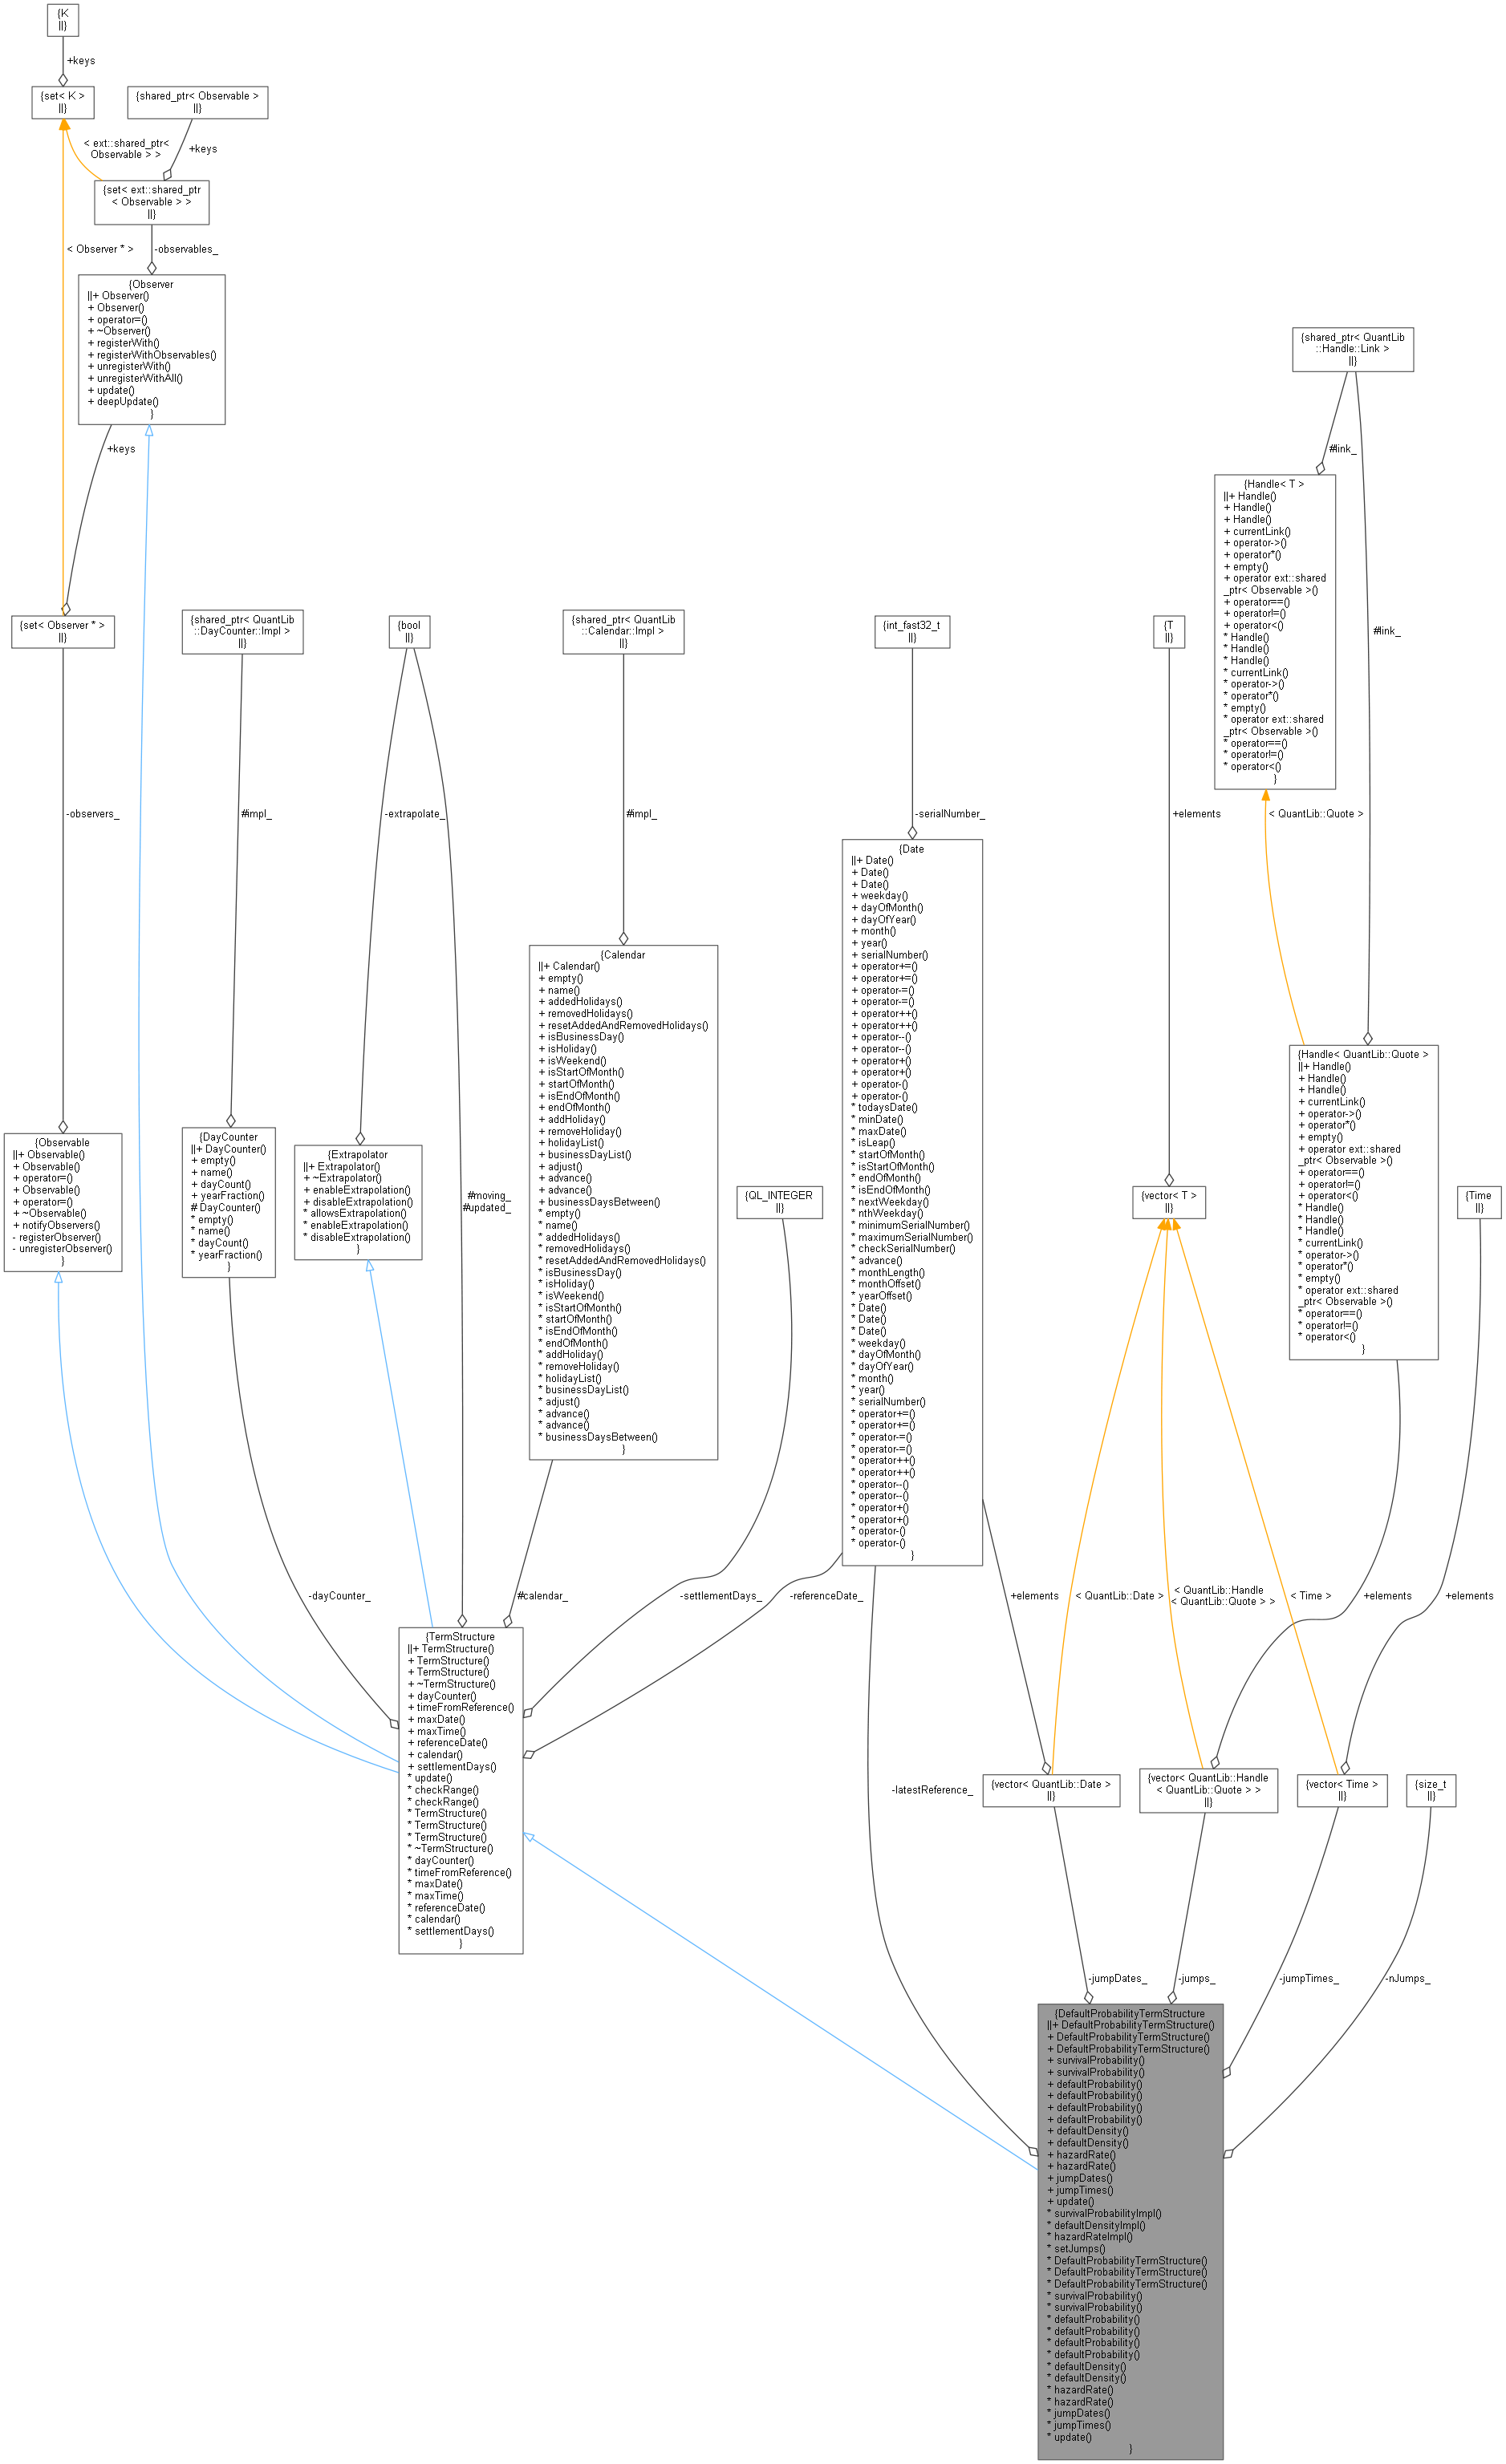 {K
||}
+keys
{set< K >
||}
{shared_ptr< Observable >
||}
< ext::shared_ptr<
Observable > >
+keys
{set< ext::shared_ptr
< Observable > >
||}
< Observer * >
-observables_
{Observer
||+ Observer()
+ Observer()
+ operator=()
+ ~Observer()
+ registerWith()
+ registerWithObservables()
+ unregisterWith()
+ unregisterWithAll()
+ update()
+ deepUpdate()
}
+keys
{shared_ptr< QuantLib
::Handle::Link >
||}
#link_
#link_
{Handle< T >
||+ Handle()
+ Handle()
+ Handle()
+ currentLink()
+ operator->()
+ operator*()
+ empty()
+ operator ext::shared
_ptr< Observable >()
+ operator==()
+ operator!=()
+ operator<()
* Handle()
* Handle()
* Handle()
* currentLink()
* operator->()
* operator*()
* empty()
* operator ext::shared
_ptr< Observable >()
* operator==()
* operator!=()
* operator<()
}
{set< Observer * >
||}
{shared_ptr< QuantLib
::DayCounter::Impl >
||}
{bool
||}
{shared_ptr< QuantLib
::Calendar::Impl >
||}
{int_fast32_t
||}
{T
||}
-observers_
#impl_
-extrapolate_
#impl_
-serialNumber_
+elements
< QuantLib::Quote >
{Date
||+ Date()
+ Date()
+ Date()
+ weekday()
+ dayOfMonth()
+ dayOfYear()
+ month()
+ year()
+ serialNumber()
+ operator+=()
+ operator+=()
+ operator-=()
+ operator-=()
+ operator++()
+ operator++()
+ operator--()
+ operator--()
+ operator+()
+ operator+()
+ operator-()
+ operator-()
* todaysDate()
* minDate()
* maxDate()
* isLeap()
* startOfMonth()
* isStartOfMonth()
* endOfMonth()
* isEndOfMonth()
* nextWeekday()
* nthWeekday()
* minimumSerialNumber()
* maximumSerialNumber()
* checkSerialNumber()
* advance()
* monthLength()
* monthOffset()
* yearOffset()
* Date()
* Date()
* Date()
* weekday()
* dayOfMonth()
* dayOfYear()
* month()
* year()
* serialNumber()
* operator+=()
* operator+=()
* operator-=()
* operator-=()
* operator++()
* operator++()
* operator--()
* operator--()
* operator+()
* operator+()
* operator-()
* operator-()
}
{Calendar
||+ Calendar()
+ empty()
+ name()
+ addedHolidays()
+ removedHolidays()
+ resetAddedAndRemovedHolidays()
+ isBusinessDay()
+ isHoliday()
+ isWeekend()
+ isStartOfMonth()
+ startOfMonth()
+ isEndOfMonth()
+ endOfMonth()
+ addHoliday()
+ removeHoliday()
+ holidayList()
+ businessDayList()
+ adjust()
+ advance()
+ advance()
+ businessDaysBetween()
* empty()
* name()
* addedHolidays()
* removedHolidays()
* resetAddedAndRemovedHolidays()
* isBusinessDay()
* isHoliday()
* isWeekend()
* isStartOfMonth()
* startOfMonth()
* isEndOfMonth()
* endOfMonth()
* addHoliday()
* removeHoliday()
* holidayList()
* businessDayList()
* adjust()
* advance()
* advance()
* businessDaysBetween()
}
{Handle< QuantLib::Quote >
||+ Handle()
+ Handle()
+ Handle()
+ currentLink()
+ operator->()
+ operator*()
+ empty()
+ operator ext::shared
_ptr< Observable >()
+ operator==()
+ operator!=()
+ operator<()
* Handle()
* Handle()
* Handle()
* currentLink()
* operator->()
* operator*()
* empty()
* operator ext::shared
_ptr< Observable >()
* operator==()
* operator!=()
* operator<()
}
{Observable
||+ Observable()
+ Observable()
+ operator=()
+ Observable()
+ operator=()
+ ~Observable()
+ notifyObservers()
- registerObserver()
- unregisterObserver()
}
{DayCounter
||+ DayCounter()
+ empty()
+ name()
+ dayCount()
+ yearFraction()
# DayCounter()
* empty()
* name()
* dayCount()
* yearFraction()
}
{Extrapolator
||+ Extrapolator()
+ ~Extrapolator()
+ enableExtrapolation()
+ disableExtrapolation()
* allowsExtrapolation()
* enableExtrapolation()
* disableExtrapolation()
}
#moving_
#updated_
{QL_INTEGER
||}
{vector< T >
||}
{Time
||}
-dayCounter_
#calendar_
-settlementDays_
-referenceDate_
+elements
< QuantLib::Date >
< QuantLib::Handle
< QuantLib::Quote > >
< Time >
+elements
+elements
{TermStructure
||+ TermStructure()
+ TermStructure()
+ TermStructure()
+ ~TermStructure()
+ dayCounter()
+ timeFromReference()
+ maxDate()
+ maxTime()
+ referenceDate()
+ calendar()
+ settlementDays()
* update()
* checkRange()
* checkRange()
* TermStructure()
* TermStructure()
* TermStructure()
* ~TermStructure()
* dayCounter()
* timeFromReference()
* maxDate()
* maxTime()
* referenceDate()
* calendar()
* settlementDays()
}
-latestReference_
{vector< QuantLib::Date >
||}
{vector< QuantLib::Handle
< QuantLib::Quote > >
||}
{vector< Time >
||}
{size_t
||}
-jumpDates_
-jumps_
-jumpTimes_
-nJumps_
{DefaultProbabilityTermStructure
||+ DefaultProbabilityTermStructure()
+ DefaultProbabilityTermStructure()
+ DefaultProbabilityTermStructure()
+ survivalProbability()
+ survivalProbability()
+ defaultProbability()
+ defaultProbability()
+ defaultProbability()
+ defaultProbability()
+ defaultDensity()
+ defaultDensity()
+ hazardRate()
+ hazardRate()
+ jumpDates()
+ jumpTimes()
+ update()
* survivalProbabilityImpl()
* defaultDensityImpl()
* hazardRateImpl()
* setJumps()
* DefaultProbabilityTermStructure()
* DefaultProbabilityTermStructure()
* DefaultProbabilityTermStructure()
* survivalProbability()
* survivalProbability()
* defaultProbability()
* defaultProbability()
* defaultProbability()
* defaultProbability()
* defaultDensity()
* defaultDensity()
* hazardRate()
* hazardRate()
* jumpDates()
* jumpTimes()
* update()
}